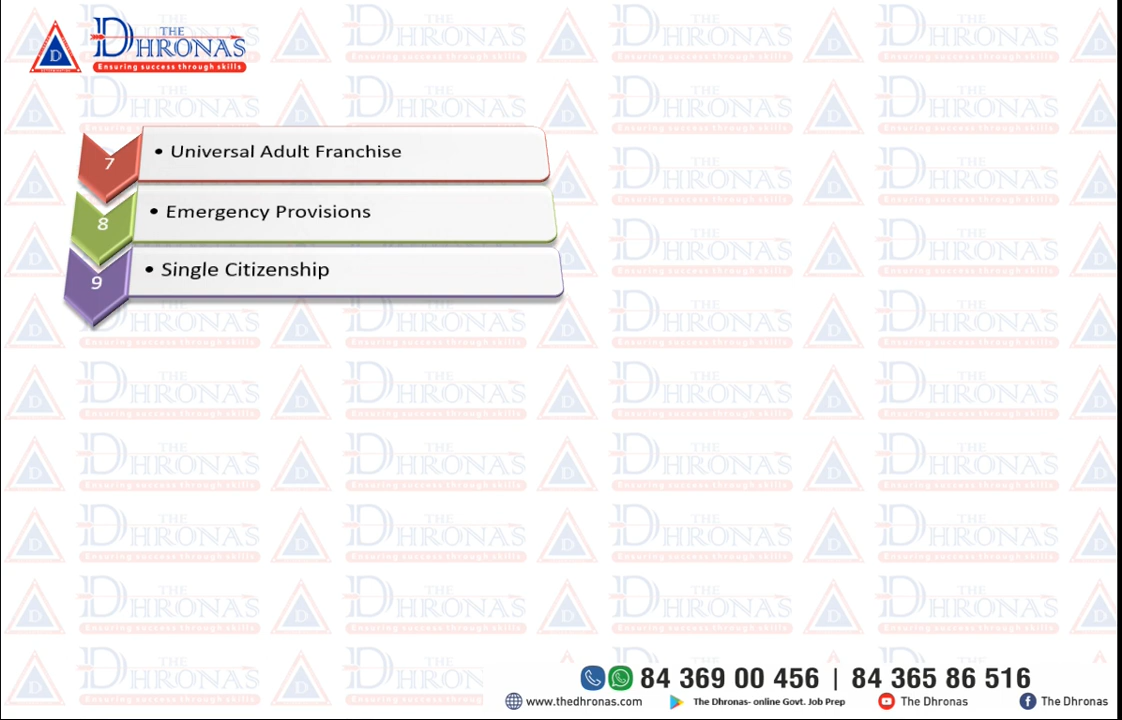 THE
DHRONAS
Ensuring success through skills
D
7
• Universal Adult Franchise
8
• Emergency Provisions
9
• Single Citizenship
84 369 00 456 | 84 365 86 516
www.thedhronas.com
The Dhronas- online Govt. Job Prep
The Dhronas
The Dhronas